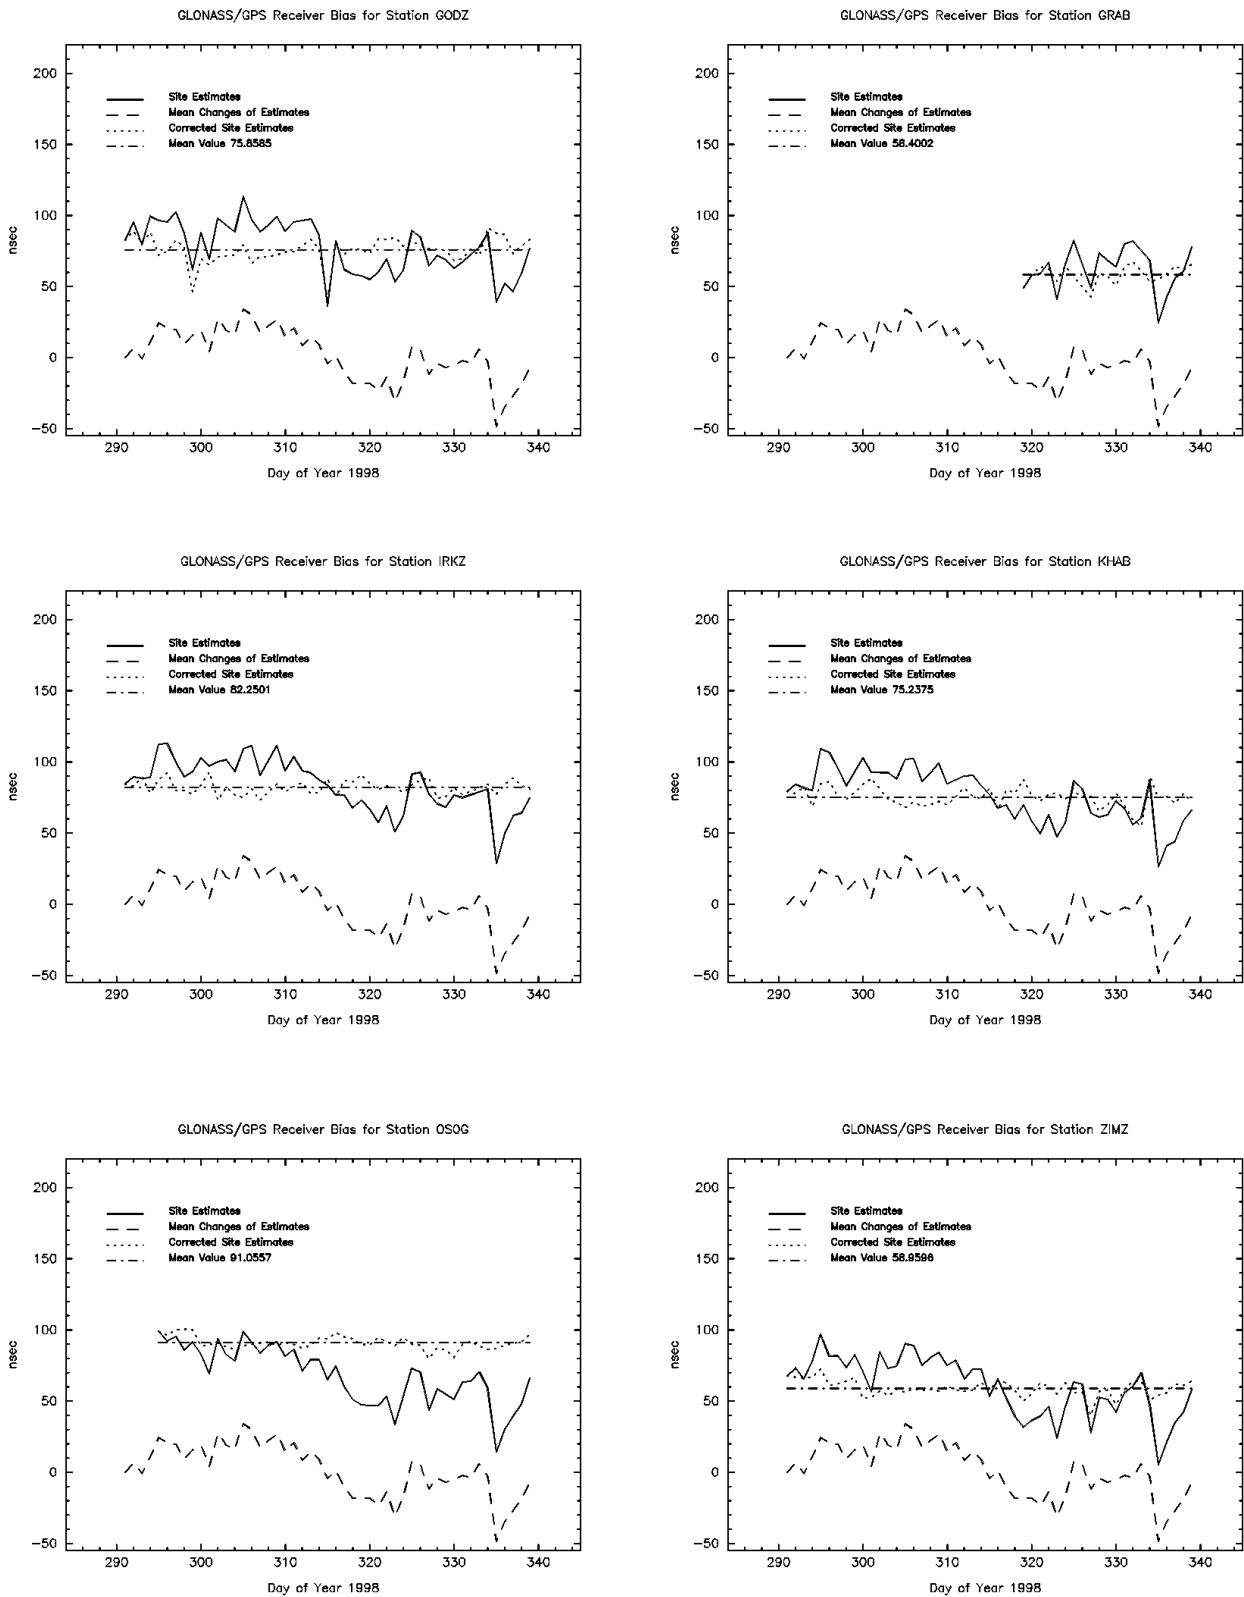 GLONASS/GPS Receiver Bias for Station GODZ
200
150
100
50
0
−50
nsec
Site Estimates
Mean Changes of Estimates
Corrected Site Estimates
Mean Value 75.8585
290 300 310 320 330 340
Day of Year 1998
GLONASS/GPS Receiver Bias for Station GRAB
200
150
100
50
0
−50
nsec
Site Estimates
Mean Changes of Estimates
Corrected Site Estimates
Mean Value 58.4002
290 300 310 320 330 340
Day of Year 1998
GLONASS/GPS Receiver Bias for Station IRKZ
200
150
100
50
0
−50
nsec
Site Estimates
Mean Changes of Estimates
Corrected Site Estimates
Mean Value 82.2501
290 300 310 320 330 340
Day of Year 1998
GLONASS/GPS Receiver Bias for Station KHAB
200
150
100
50
0
−50
nsec
Site Estimates
Mean Changes of Estimates
Corrected Site Estimates
Mean Value 75.2375
290 300 310 320 330 340
Day of Year 1998
GLONASS/GPS Receiver Bias for Station OSOG
200
150
100
50
0
−50
nsec
Site Estimates
Mean Changes of Estimates
Corrected Site Estimates
Mean Value 91.0557
290 300 310 320 330 340
Day of Year 1998
GLONASS/GPS Receiver Bias for Station ZIMZ
200
150
100
50
0
−50
nsec
Site Estimates
Mean Changes of Estimates
Corrected Site Estimates
Mean Value 58.9596
290 300 310 320 330 340
Day of Year 1998